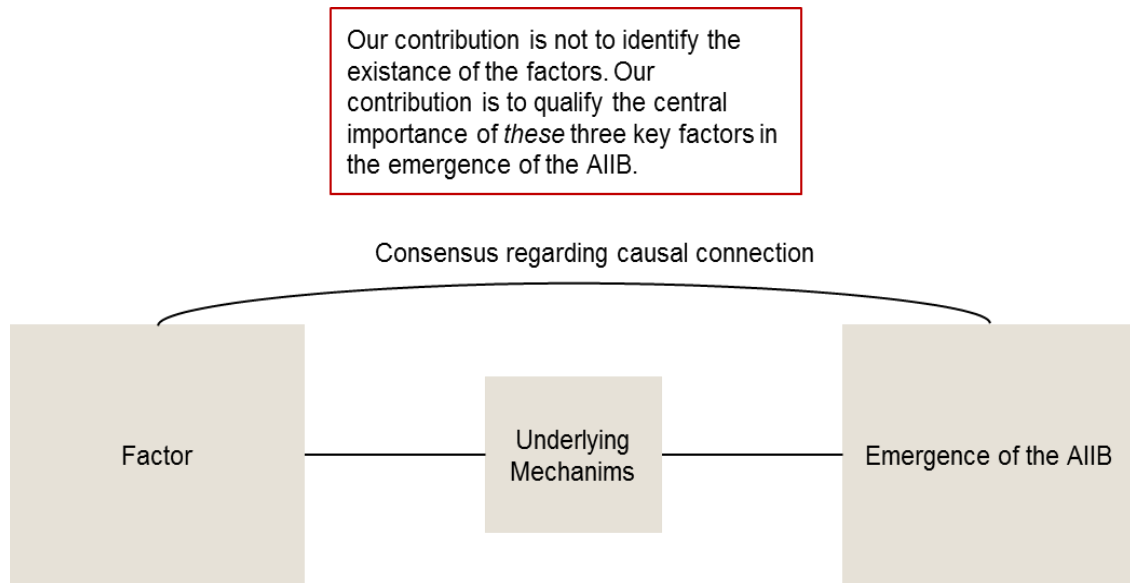 Our contribution is not to identify the
existance of the factors. Our
contribution is to qualify the central
importance of these three key factors in
the emergence of the AIIB.
Consensus regarding causal connection
Factor
Underlying
Mechanims
Emergence of the AIIB